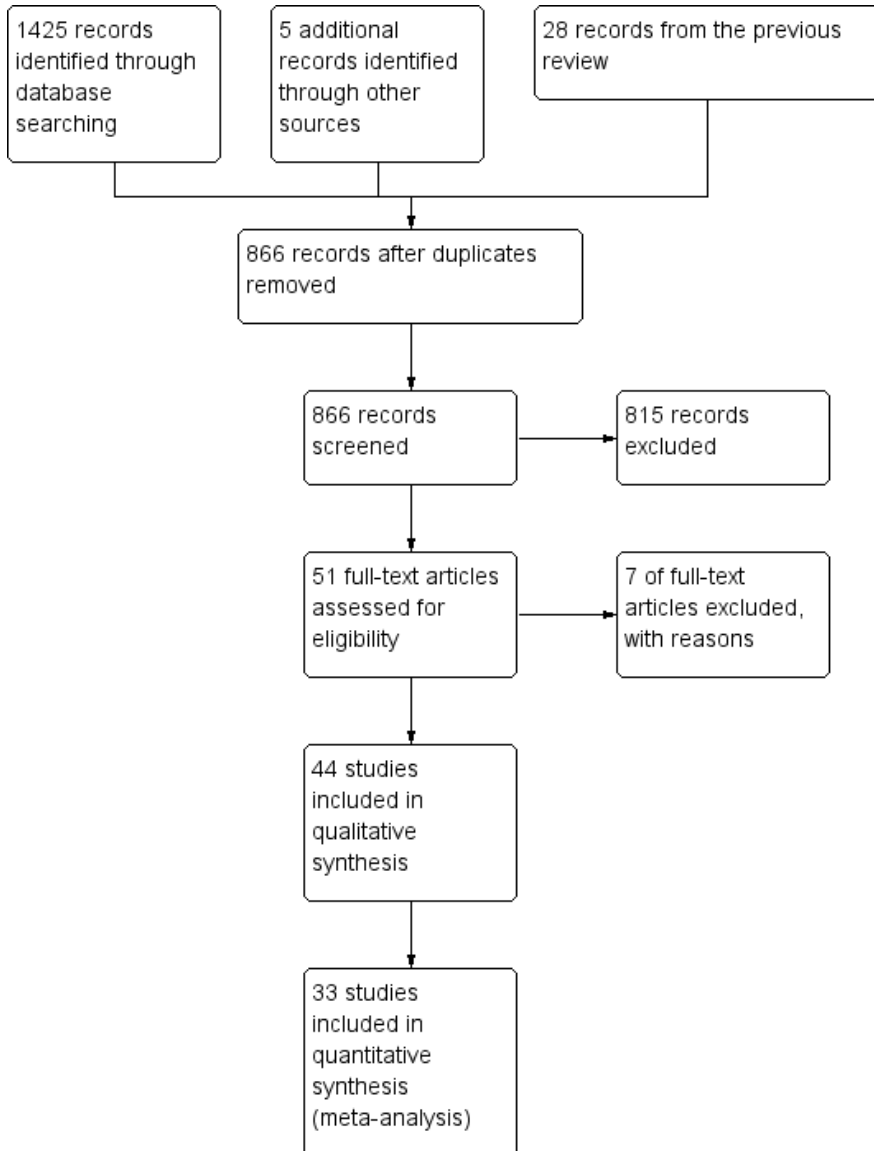 1425 records
identified through
database
searching
5 additional
records identified
through other
sources
28 records from the previous
review
866 records after duplicates
removed
866 records
screened
815 records
excluded
51 full-text articles
assessed for
eligibility
7 of full-text
articles excluded,
with reasons
44 studies
included in
qualitative
synthesis
33 studies
included in
quantitative
synthesis
(meta-analysis)